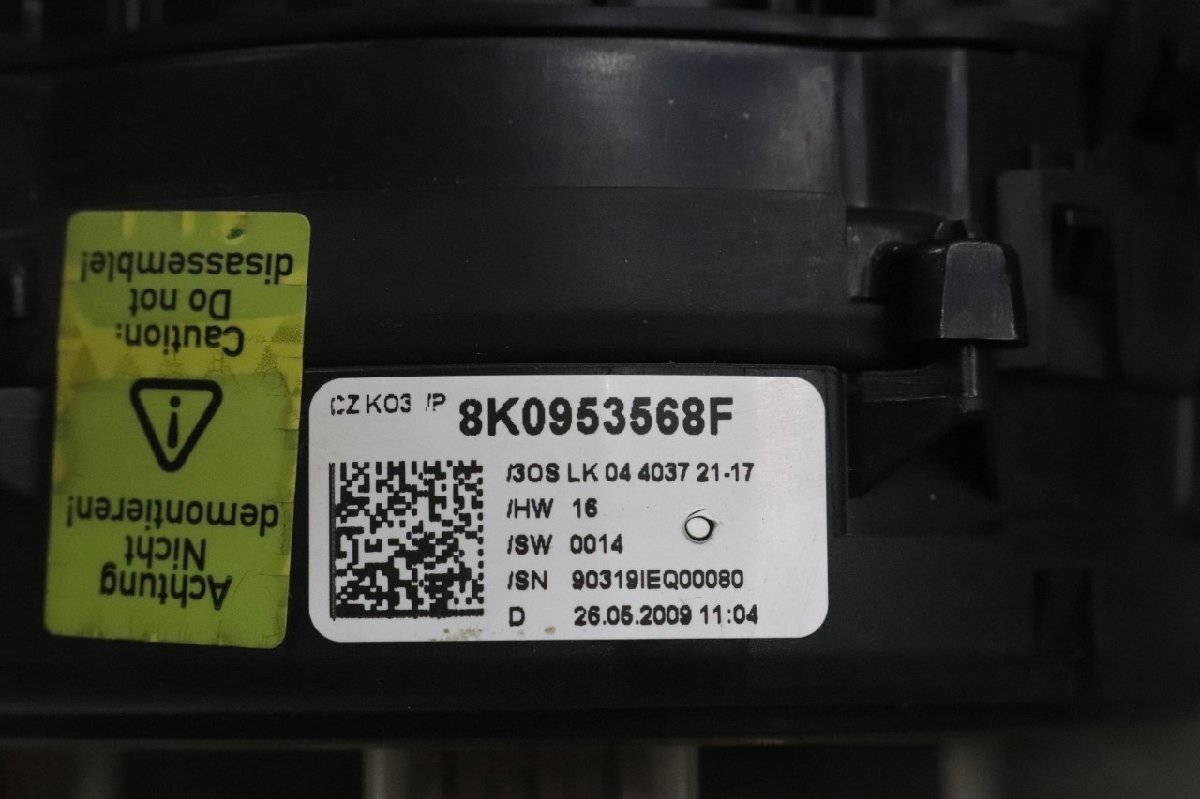 Achtung
Nicht
demontieren!
Caution:
Do not
disassemble!
CZ K03 /P 8K0953568F
/3OS LK 04 4037 21-17
/HW 16
/SW 0014
/SN 90319IEQ00080
D 26.05.2009 11:04